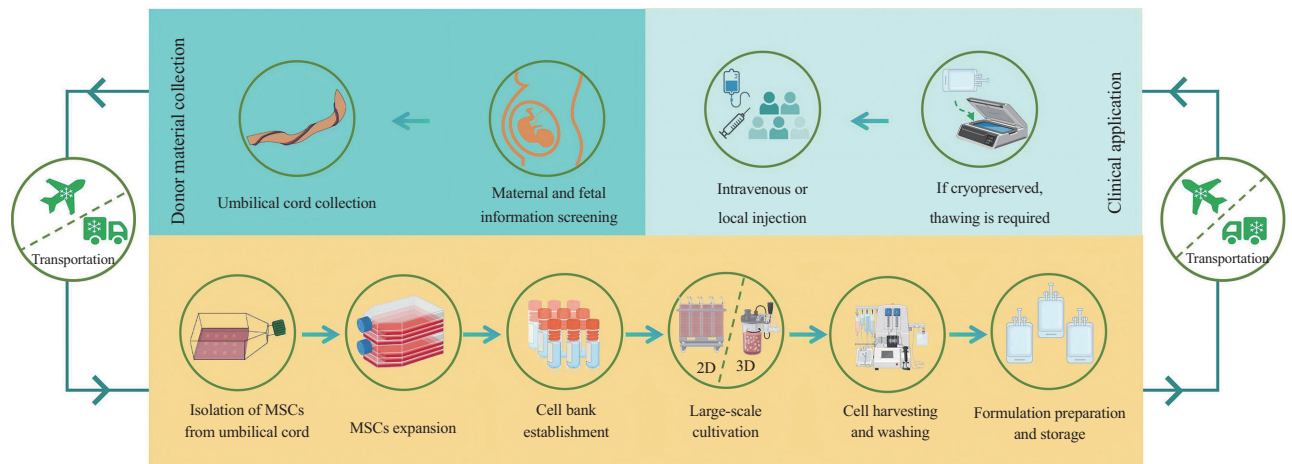 Donor material collection
Umbilical cord collection
Maternal and fetal
information screening
Intravenous or
local injection
If cryopreserved,
thawing is required
Clinical application
Transportation
Transportation
Isolation of MSCs
from umbilical cord
MSCs expansion
Cell bank
establishment
2D
3D
Large-scale
cultivation
Cell harvesting
and washing
Formulation preparation
and storage